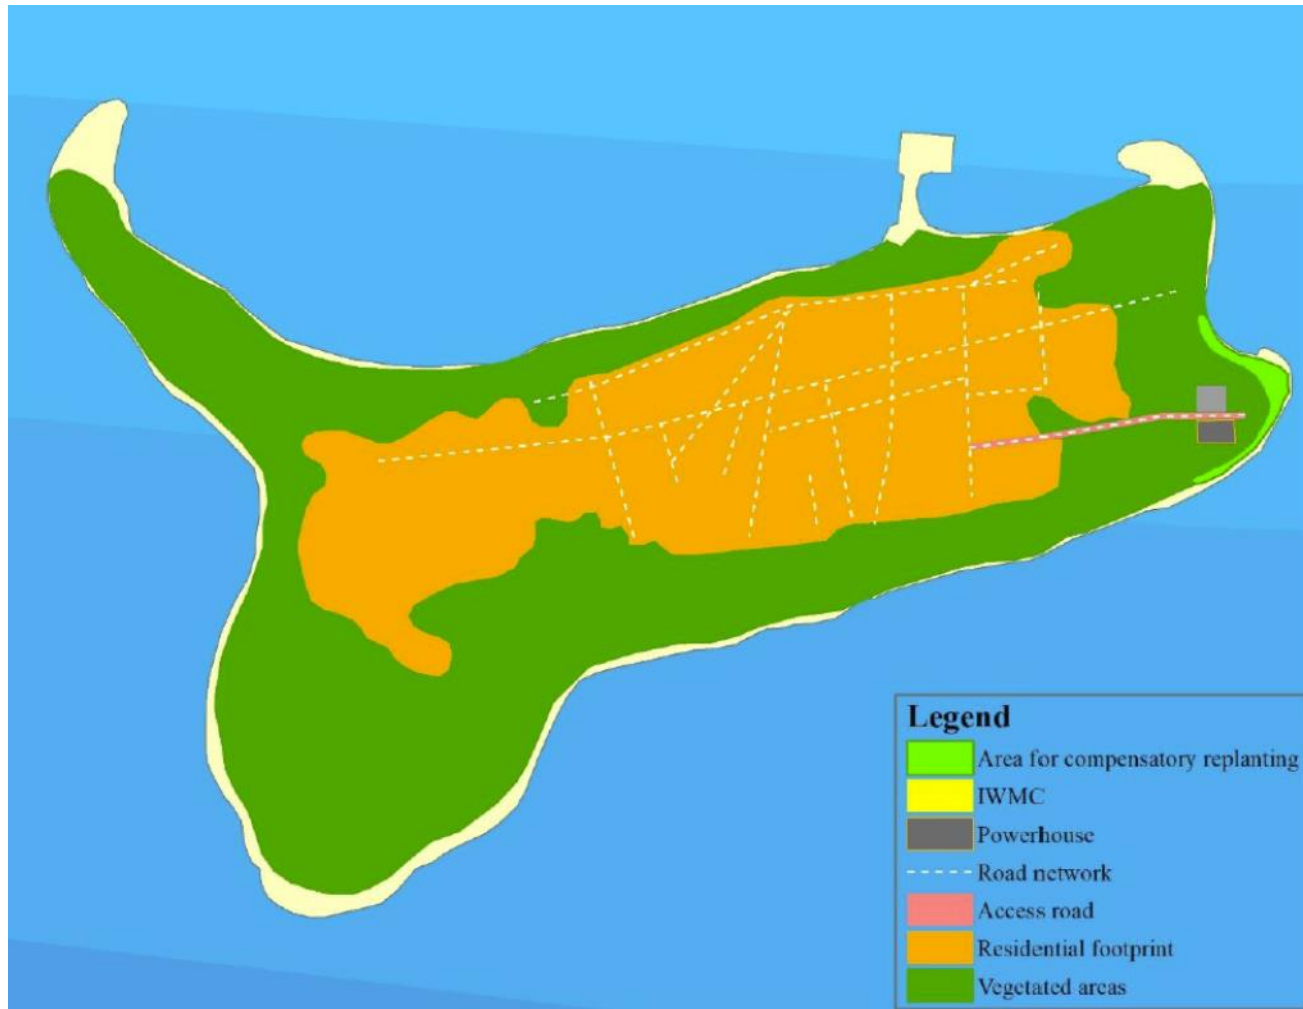 Legend
Area for compensatory replanting
IWMC
Powerhouse
Road network
Access road
Residential footprint
Vegetated areas